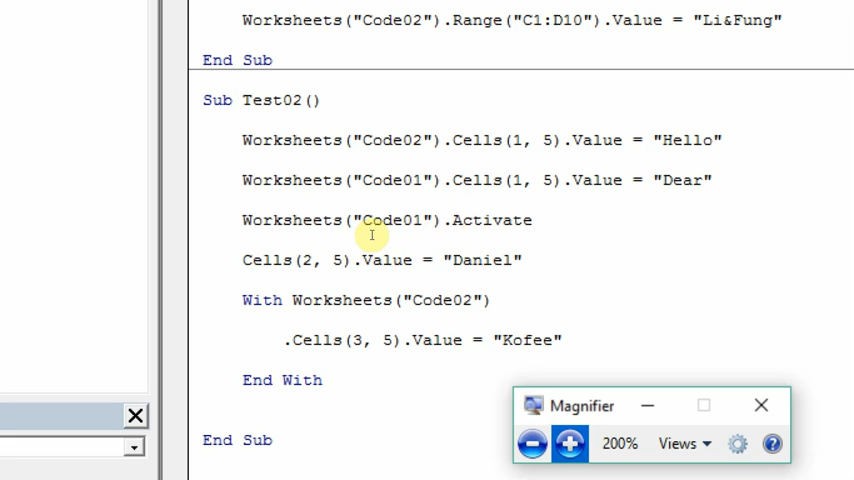 Worksheets("Code02").Range("C1:D10").Value = "Li&Fung"
End Sub
Sub Test02()
Worksheets("Code02").Cells(1, 5).Value = "Hello"
Worksheets("Code01").Cells(1, 5).Value = "Dear"
Worksheets("Code01").Activate
Cells(2, 5).Value = "Daniel"
With Worksheets("Code02")
.Cells(3, 5).Value = "Kofee"
End With
End Sub
Magnifier
200% Views